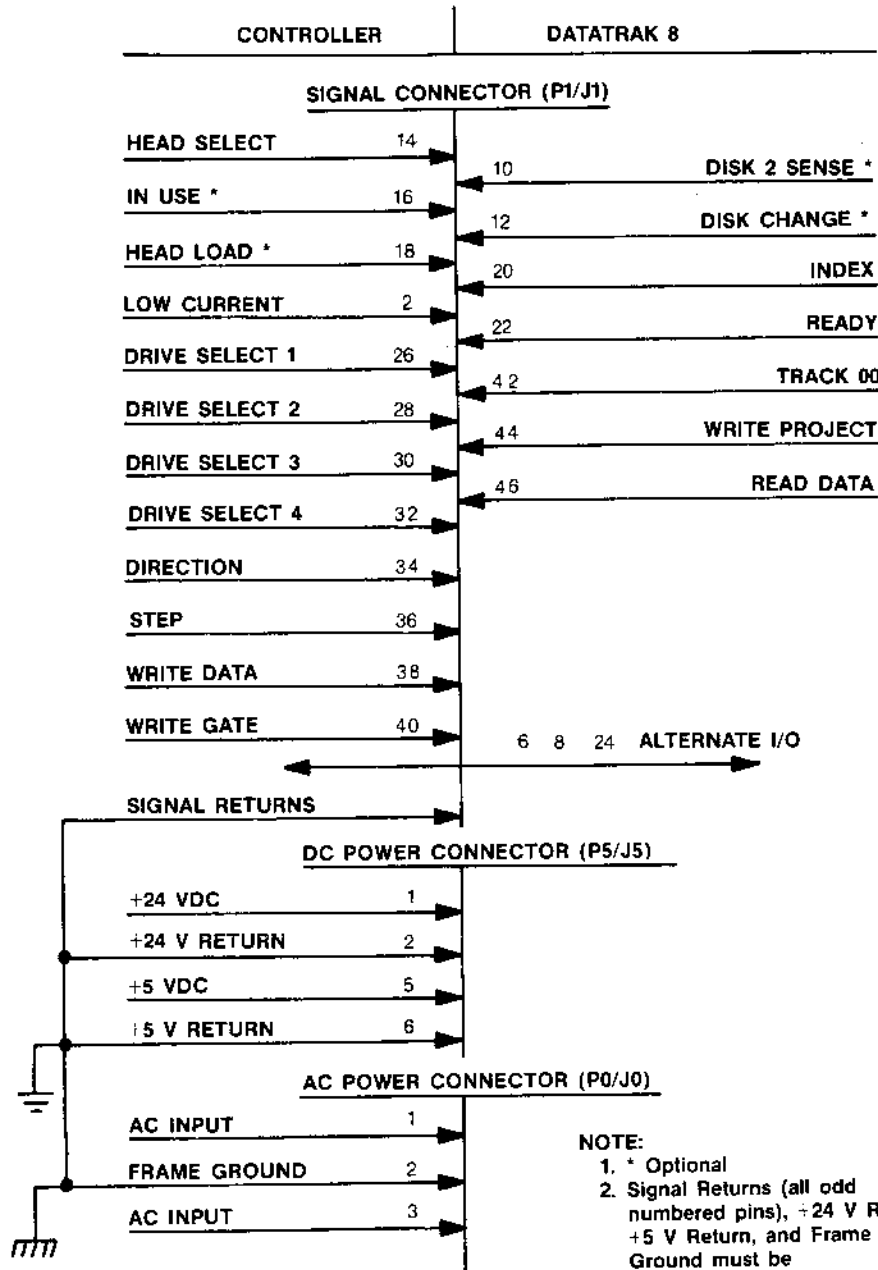 CONTROLLER DATATRAK 8
SIGNAL CONNECTOR (P1/J1)
HEAD SELECT 14
10 DISK 2 SENSE *
IN USE * 16
12 DISK CHANGE *
HEAD LOAD * 18
20 INDEX
LOW CURRENT 2
22 READY
DRIVE SELECT 1 26
42 TRACK 00
DRIVE SELECT 2 28
44 WRITE PROJECT
DRIVE SELECT 3 30
46 READ DATA
DRIVE SELECT 4 32
DIRECTION 34
STEP 36
WRITE DATA 38
WRITE GATE 40
6 8 24 ALTERNATE I/O
SIGNAL RETURNS
DC POWER CONNECTOR (P5/J5)
+24 VDC 1
+24 V RETURN 2
+5 VDC 5
+5 V RETURN 6
AC POWER CONNECTOR (P0/J0)
AC INPUT 1
FRAME GROUND 2
AC INPUT 3
NOTE:
1. * Optional
2. Signal Returns (all odd
numbered pins), +24 V R
+5 V Return, and Frame
Ground must be